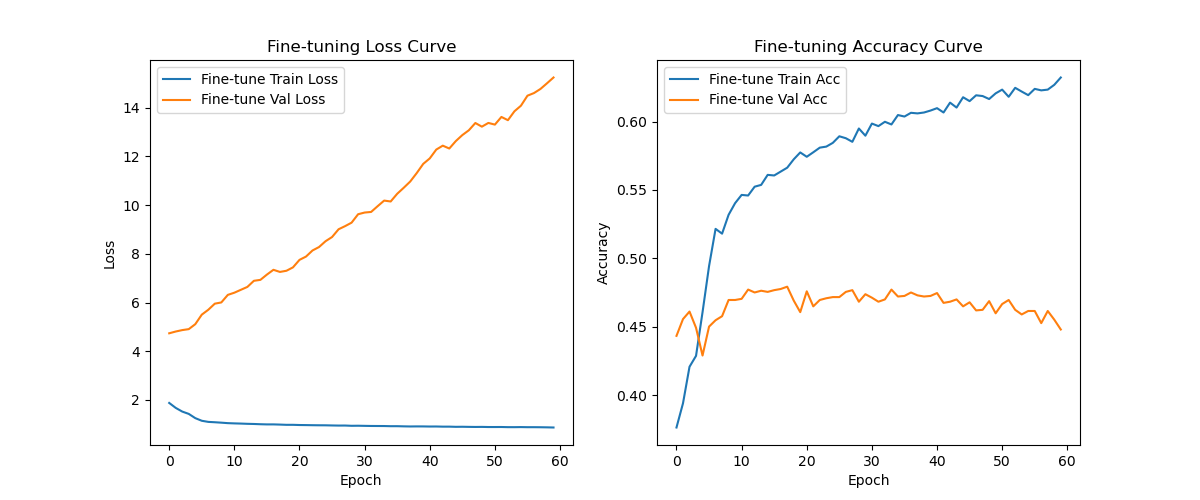 Fine-tuning Loss Curve
Fine-tune Train Loss
Fine-tune Val Loss
Loss
14
12
10
8
6
4
2
0 10 20 30 40 50 60
Epoch
Fine-tuning Accuracy Curve
Fine-tune Train Acc
Fine-tune Val Acc
Accuracy
0.60
0.55
0.50
0.45
0.40
0 10 20 30 40 50 60
Epoch